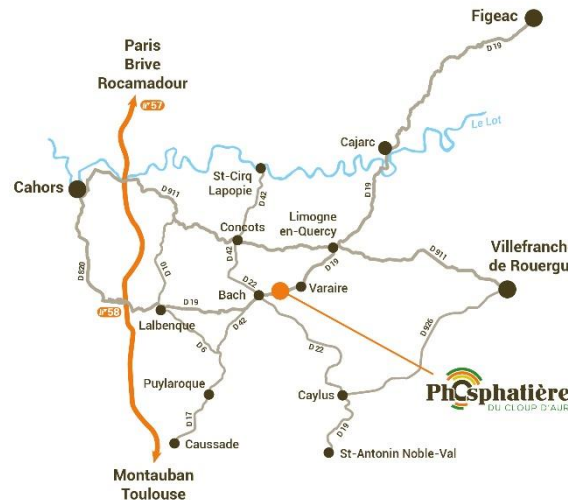 Figeac
D 19
Paris
Brive
Rocamadour
N° 57
Le Lot
Cajarc
St-Cirq
Lapopie
D 42
Cahors
D 911
D 19
Concots
Limogne
en-Quercy
D 911
D 42
D 19
Villefranch
de Rouergu
D 820
D 10
D 22
Varaire
Bach
D 19
N° 58
Lalbenque
D 42
D 6
D 22
D 926
Puylaroque
Caylus
Phosphatière
DU CLOUP D'AUR
D 17
D 19
Caussade
St-Antonin Noble-Val
Montauban
Toulouse